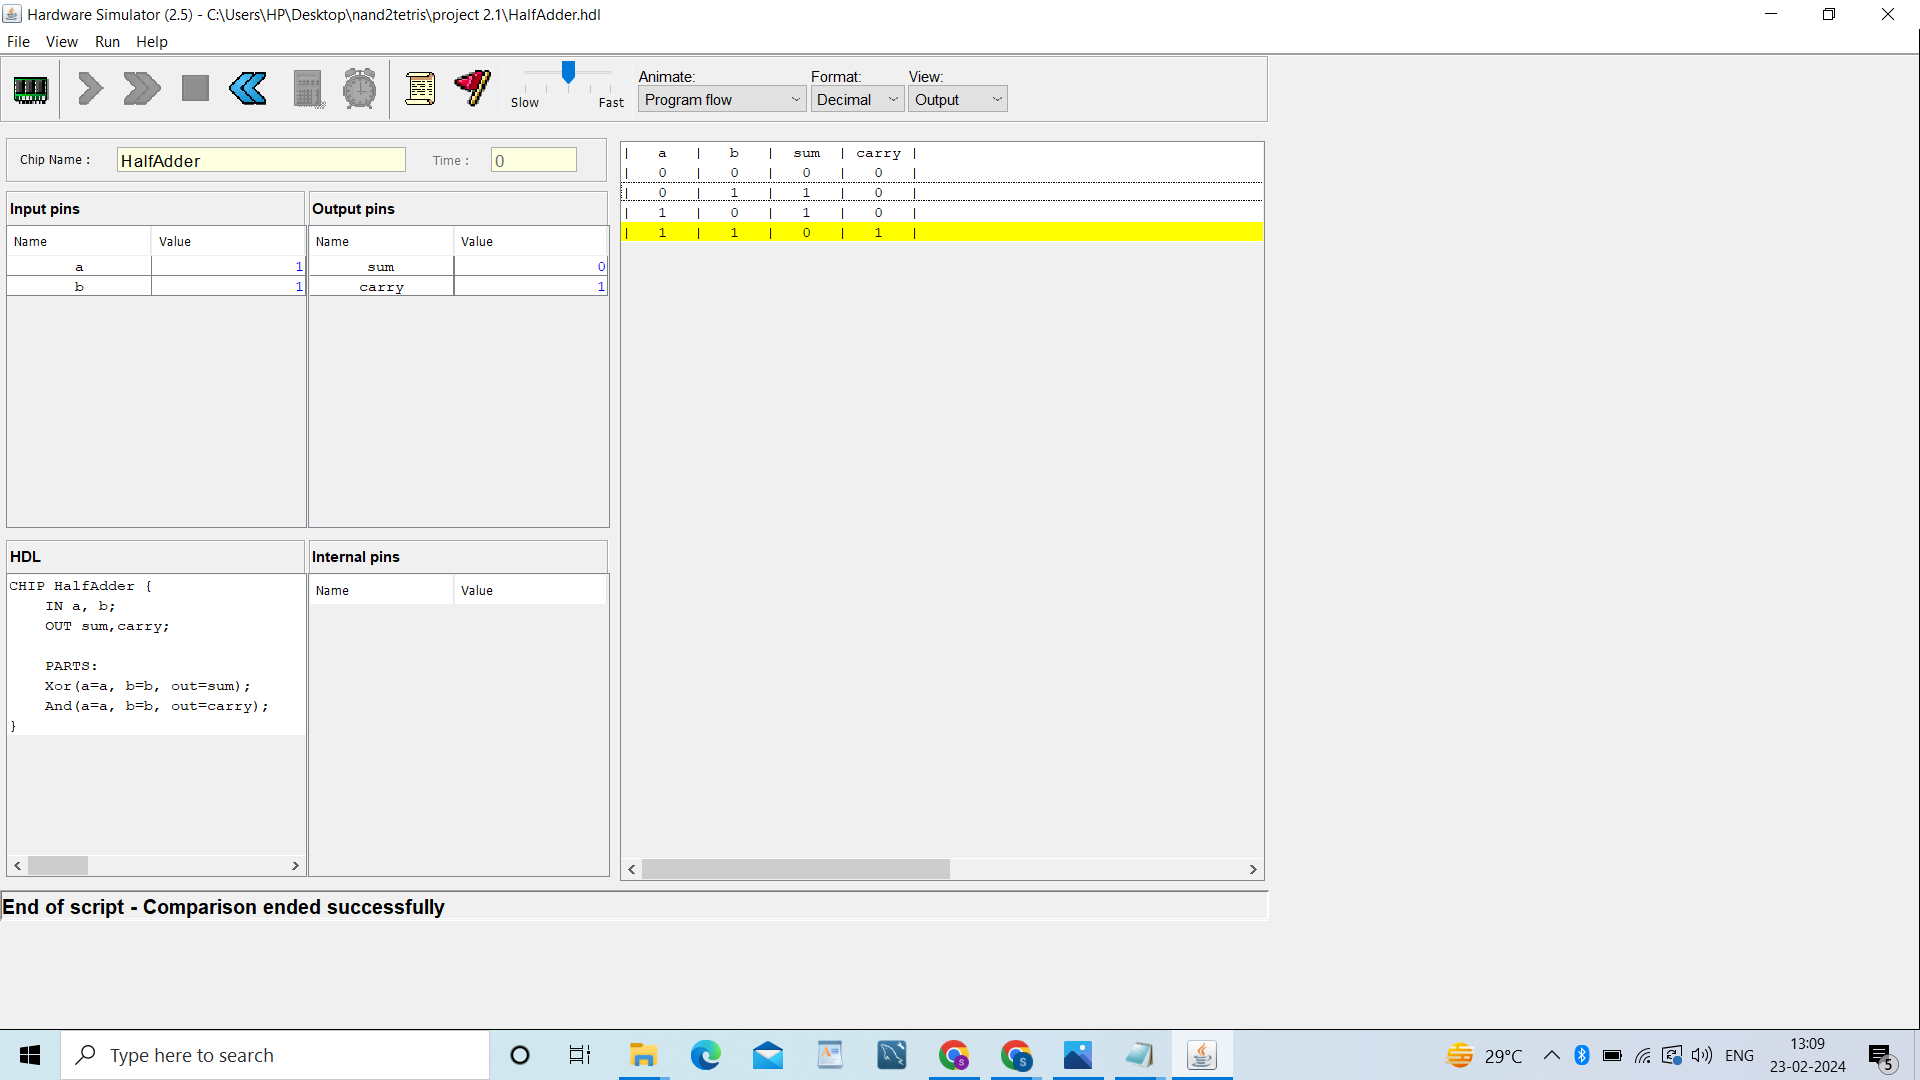 Hardware Simulator (2.5) - C:\Users\HP\Desktop\nand2tetris\project 2.1\HalfAdder.hdl
File View Run Help
Slow Fast
Animate: Format: View:
Program flow Decimal Output
Chip Name : HalfAdder Time : 0
Input pins
Name Value
a 1
b 1
Output pins
Name Value
sum 0
carry 1
| a | b | sum | carry |
| 0 | 0 | 0 | 0 |
| 0 | 1 | 1 | 0 |
| 1 | 0 | 1 | 0 |
| 1 | 1 | 0 | 1 |
HDL
CHIP HalfAdder {
IN a, b;
OUT sum,carry;
PARTS:
Xor(a=a, b=b, out=sum);
And(a=a, b=b, out=carry);
}
Internal pins
Name Value
End of script - Comparison ended successfully
Type here to search
S
S
29°C
ENG
13:09
23-02-2024
5